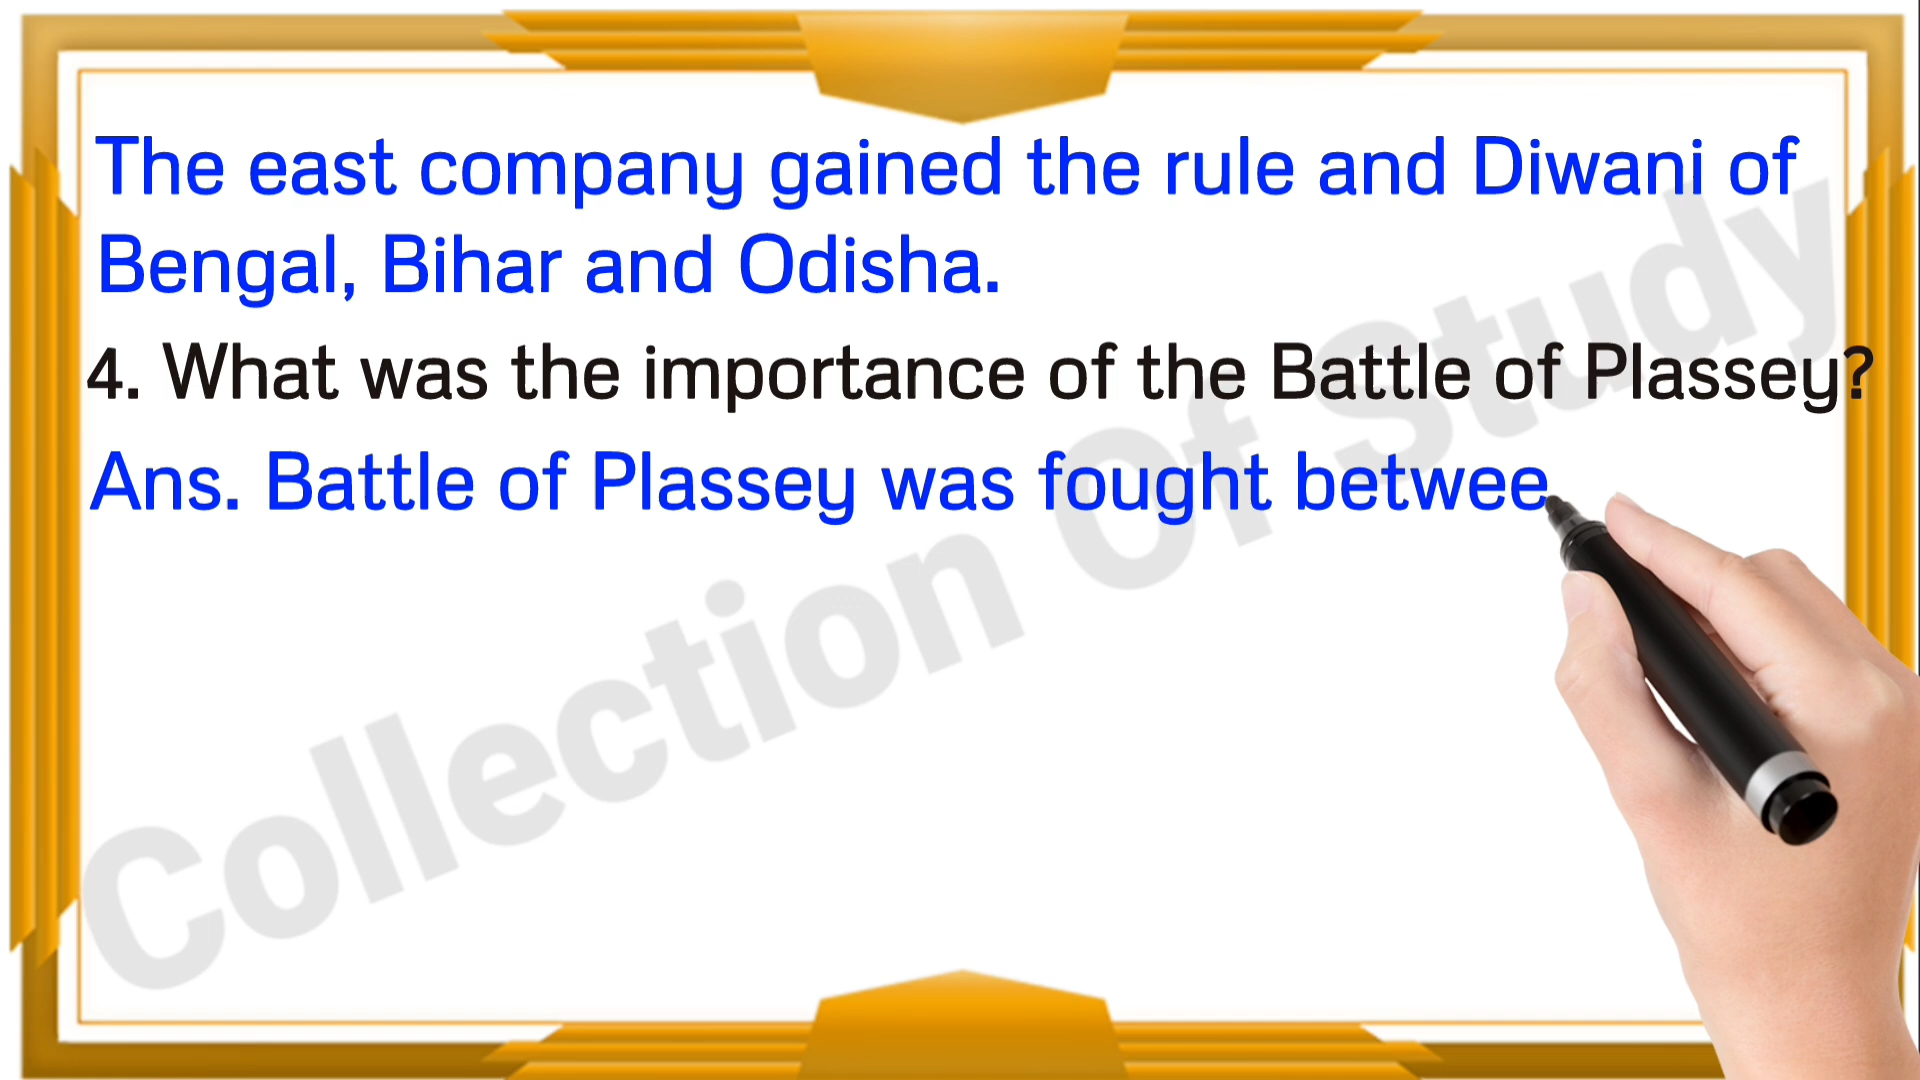 The east company gained the rule and Diwani of
Bengal, Bihar and Odisha.
4. What was the importance of the Battle of Plassey?
Ans. Battle of Plassey was fought betwee
Collection Of Study